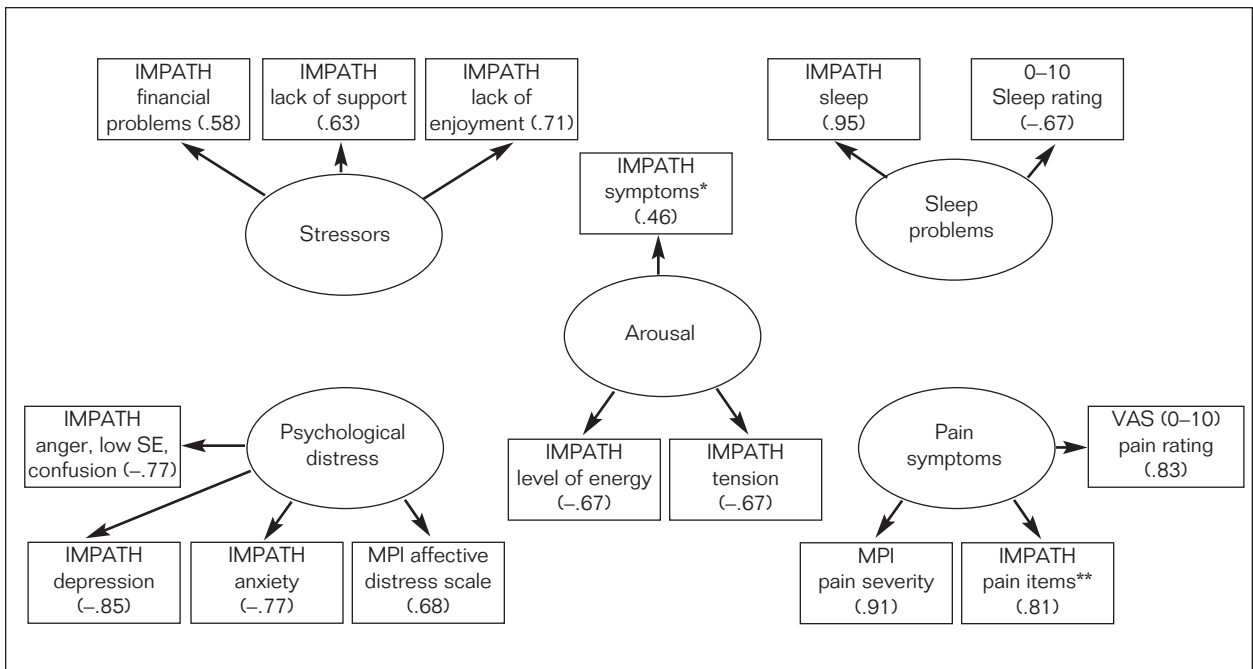 IMPATH
financial
problems (.58)
IMPATH
lack of support
(.63)
IMPATH
lack of
enjoyment (.71)
Stressors
IMPATH
sleep
(.95)
0–10
Sleep rating
(–.67)
Sleep
problems
IMPATH
symptoms*
(.46)
Arousal
IMPATH
level of energy
(–.67)
IMPATH
tension
(–.67)
Psychological
distress
IMPATH
anger, low SE,
confusion (–.77)
IMPATH
depression
(–.85)
IMPATH
anxiety
(–.77)
MPI affective
distress scale
(.68)
Pain
symptoms
VAS (0–10)
pain rating
(.83)
MPI
pain severity
(.91)
IMPATH
pain items**
(.81)